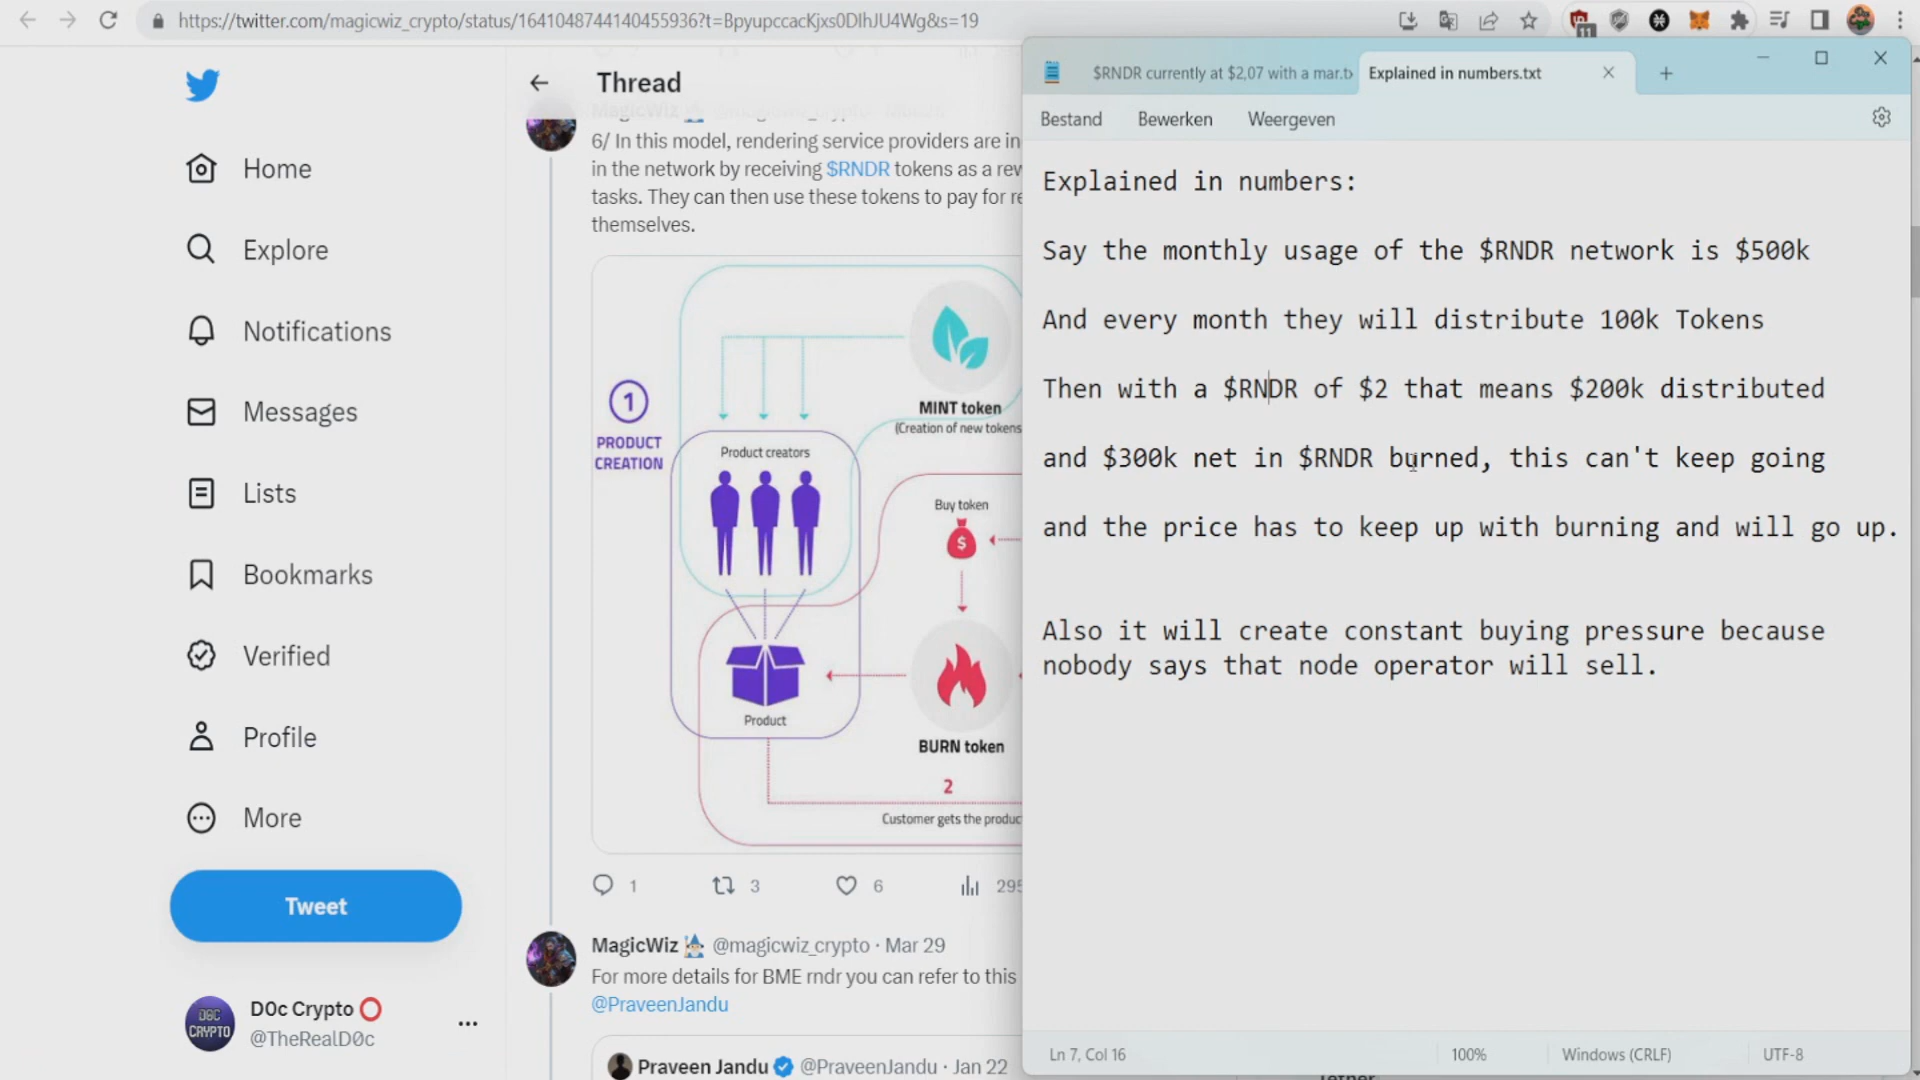 https://twitter.com/magicwiz_crypto/status/1641048744140455936?t=BpyupccacKjxs0DlhJU4Wg&s=19
11
Home
Explore
Notifications
Messages
Lists
Bookmarks
Verified
Profile
More
Tweet
D0c Crypto
@TheRealD0c
D0C
CRYPTO
Thread
MagicWiz
6/ In this model, rendering service providers are in
in the network by receiving $RNDR tokens as a rew
tasks. They can then use these tokens to pay for re
themselves.
1
PRODUCT
CREATION
Product creators
Product
MINT token
(Creation of new tokens
Buy token
$
BURN token
2
Customer gets the produc
1
3
6
295
MagicWiz @magicwiz_crypto · Mar 29
For more details for BME rndr you can refer to this
@PraveenJandu
Praveen Jandu @PraveenJandu · Jan 22
$RNDR currently at $2,07 with a mar.tx
Explained in numbers.txt
Bestand
Bewerken
Weergeven
Explained in numbers:
Say the monthly usage of the $RNDR network is $500k
And every month they will distribute 100k Tokens
Then with a $RNDR of $2 that means $200k distributed
and $300k net in $RNDR burned, this can't keep going
and the price has to keep up with burning and will go up.
Also it will create constant buying pressure because
nobody says that node operator will sell.
Ln 7, Col 16
100%
Windows (CRLF)
UTF-8